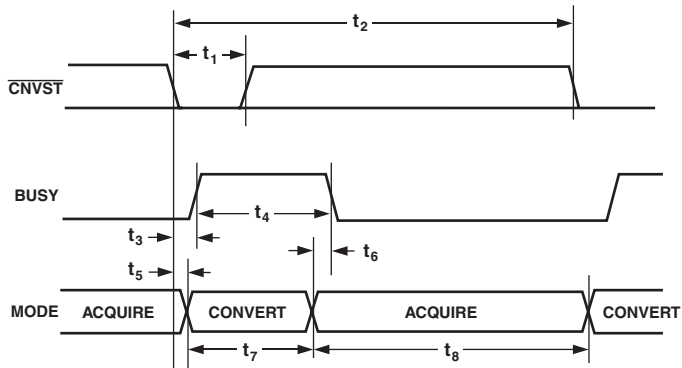 t2
t1
CNVST
BUSY
t4
t3
t6
t5
MODE ACQUIRE CONVERT ACQUIRE CONVERT
t7 t8